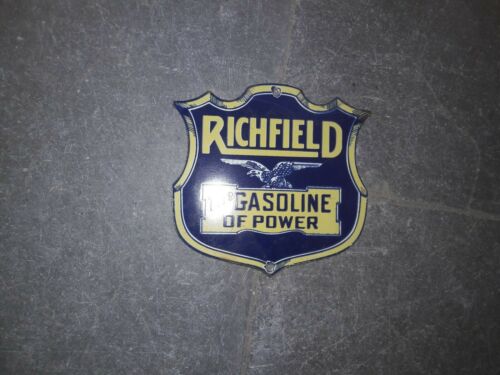 RICHFIELD
GASOLINE
OF POWER